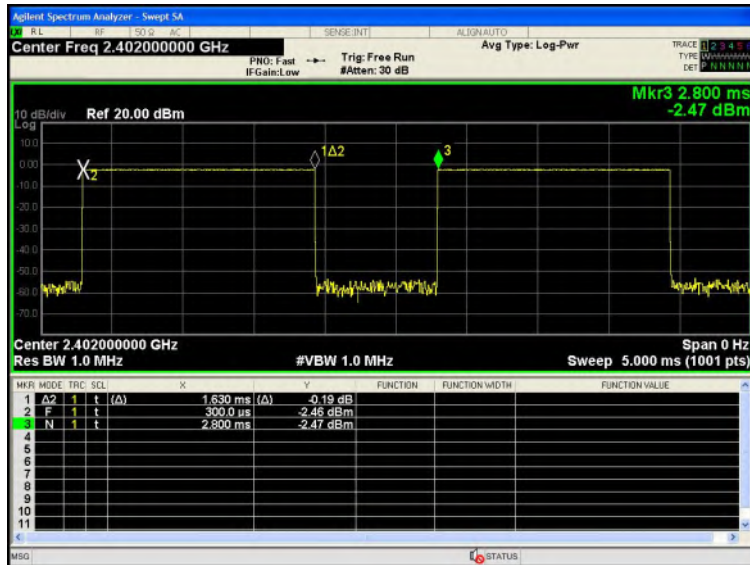 Agilent Spectrum Analyzer - Swept SA
RL RF 50 Ω AC SENSE:INT ALIGNAUTO
Center Freq 2.402000000 GHz
PNO: Fast
IFGain:Low
Trig: Free Run
#Atten: 30 dB
Avg Type: Log-Pwr
TRACE 1 2 3 4 5
TYPE
DET P N N N N N
Mkr3 2.800 ms
-2.47 dBm
10 dB/div Ref 20.00 dBm
Log
10.0
0.00
-10.0
-20.0
-30.0
-40.0
-50.0
-60.0
-70.0
X2
1Δ2
3
Center 2.402000000 GHz
Span 0 Hz
Res BW 1.0 MHz
#VBW 1.0 MHz
Sweep 5.000 ms (1001 pts)
MKR MODE TRC SCL X Y FUNCTION FUNCTION WIDTH FUNCTION VALUE
1 Δ2 1 t (Δ) 1.630 ms (Δ) -0.19 dB
2 F 1 t 300.0 µs -2.46 dBm
3 N 1 t 2.800 ms -2.47 dBm
4
5
6
7
8
9
10
11
MSG
STATUS